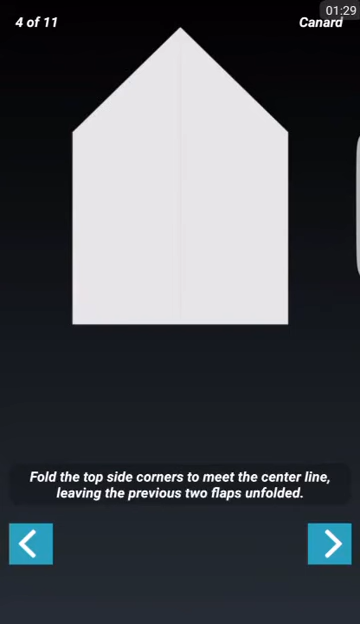 01:29
4 of 11
Canard
Fold the top side corners to meet the center line,
leaving the previous two flaps unfolded.